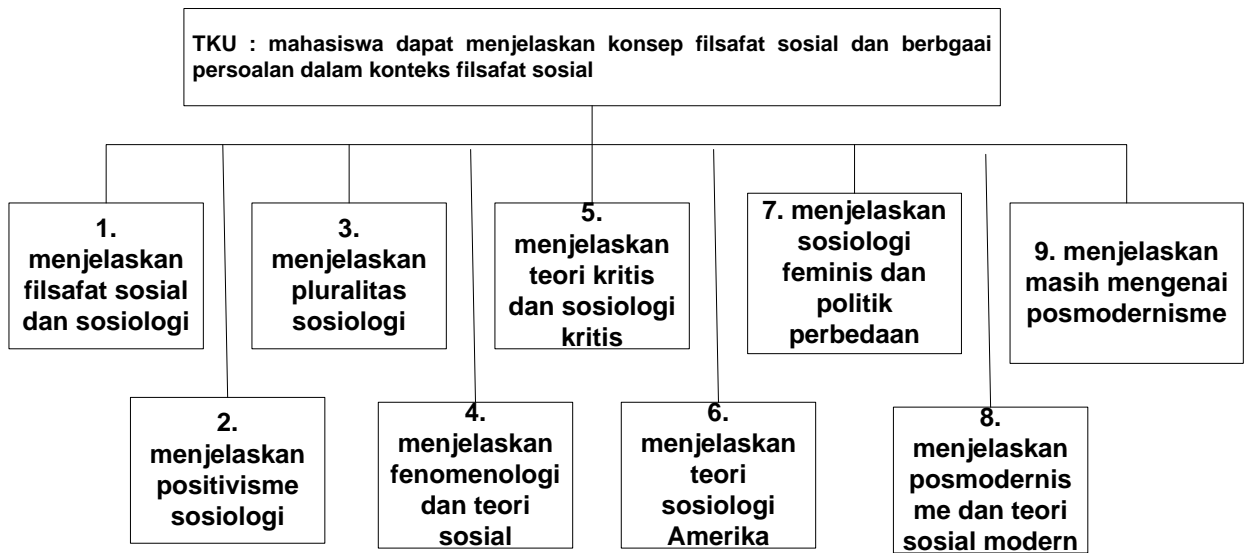 TKU : mahasiswa dapat menjelaskan konsep filsafat sosial dan berbgaai
persoalan dalam konteks filsafat sosial
1.
menjelaskan
filsafat sosial
dan sosiologi
2.
menjelaskan
positivisme
sosiologi
3.
menjelaskan
pluralitas
sosiologi
4.
menjelaskan
fenomenologi
dan teori
sosial
5.
menjelaskan
teori kritis
dan sosiologi
kritis
6.
menjelaskan
teori
sosiologi
Amerika
7. menjelaskan
sosiologi
feminis dan
politik
perbedaan
8.
menjelaskan
posmodernis
me dan teori
sosial modern
9. menjelaskan
masih mengenai
posmodernisme